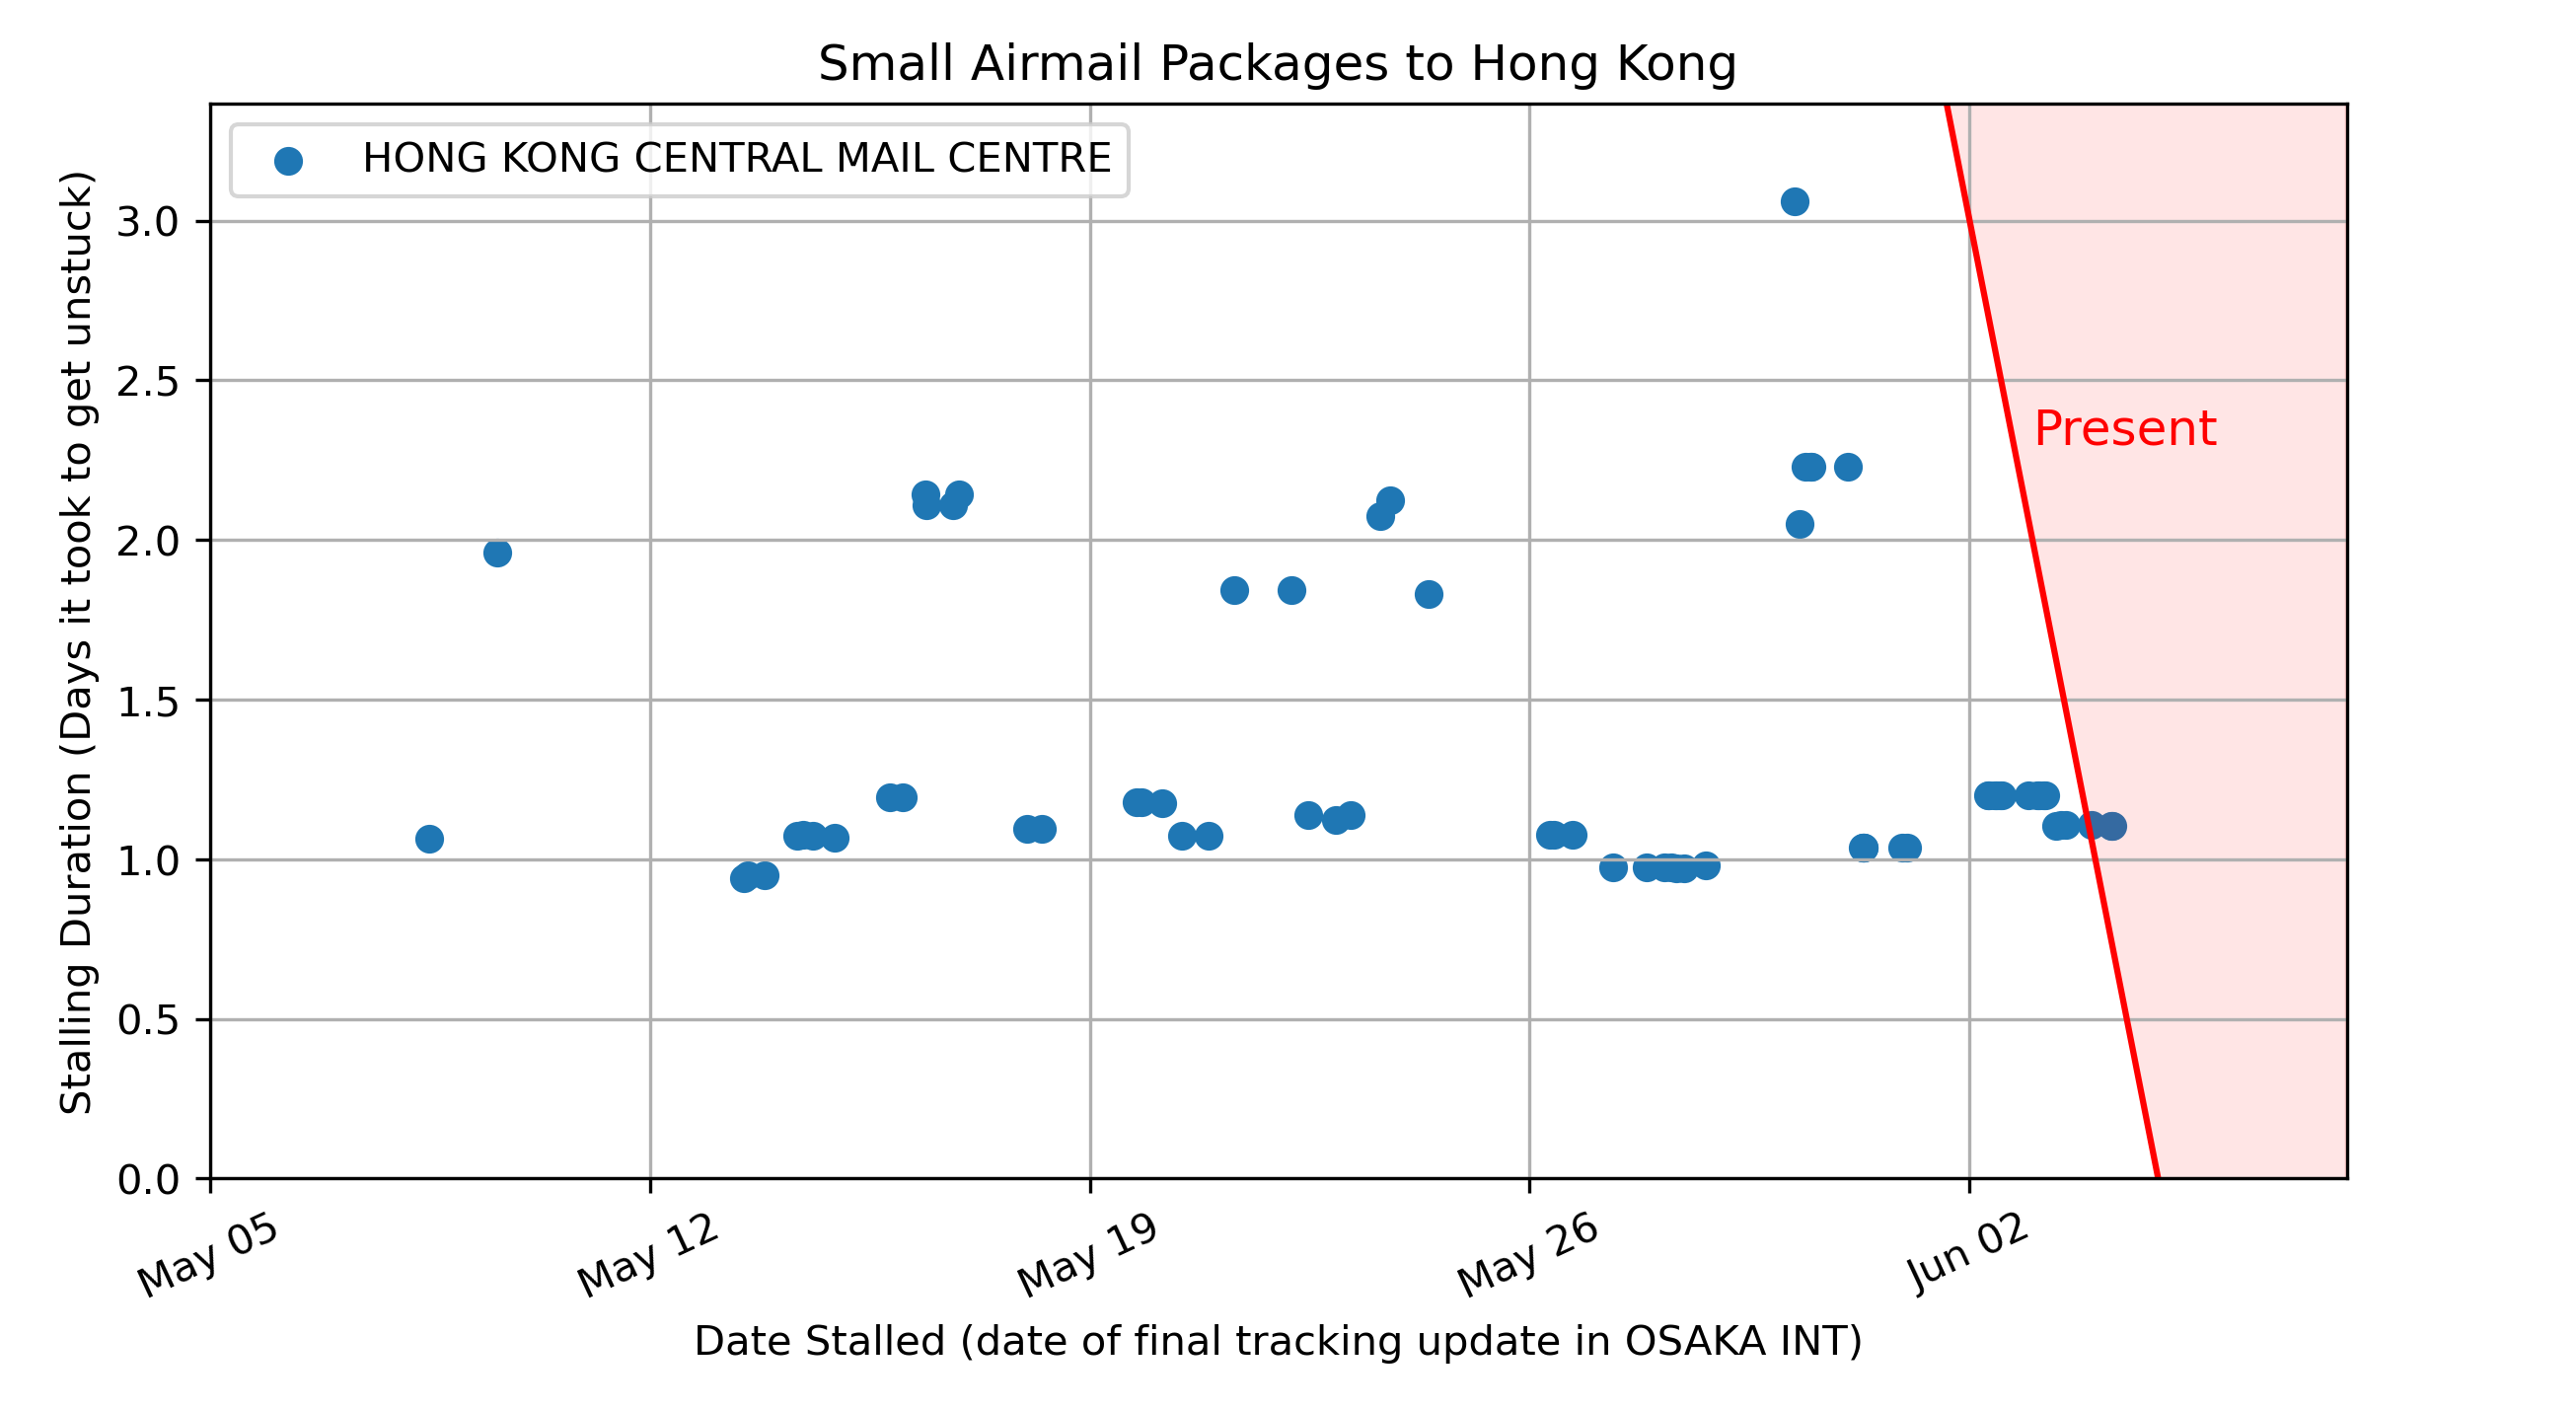 Small Airmail Packages to Hong Kong
HONG KONG CENTRAL MAIL CENTRE
Stalling Duration (Days it took to get unstuck)
3.0
2.5
2.0
1.5
1.0
0.5
0.0
Present
May 05
May 12
May 19
May 26
Jun 02
Date Stalled (date of final tracking update in OSAKA INT)